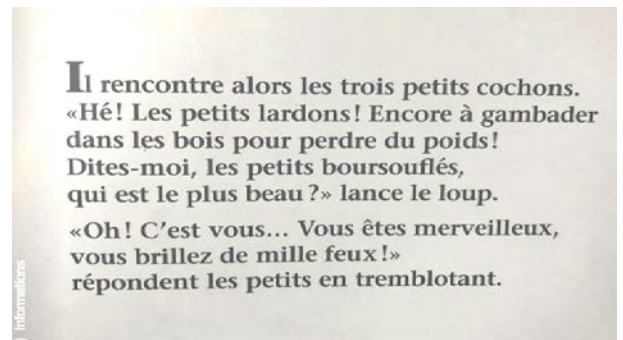 Il rencontre alors les trois petits cochons.
«Hé! Les petits lardons! Encore à gambader
dans les bois pour perdre du poids!
Dites-moi, les petits boursouflés,
qui est le plus beau?» lance le loup.
«Oh! C'est vous... Vous êtes merveilleux,
vous brillez de mille feux!»
répondent les petits en tremblotant.
Informations